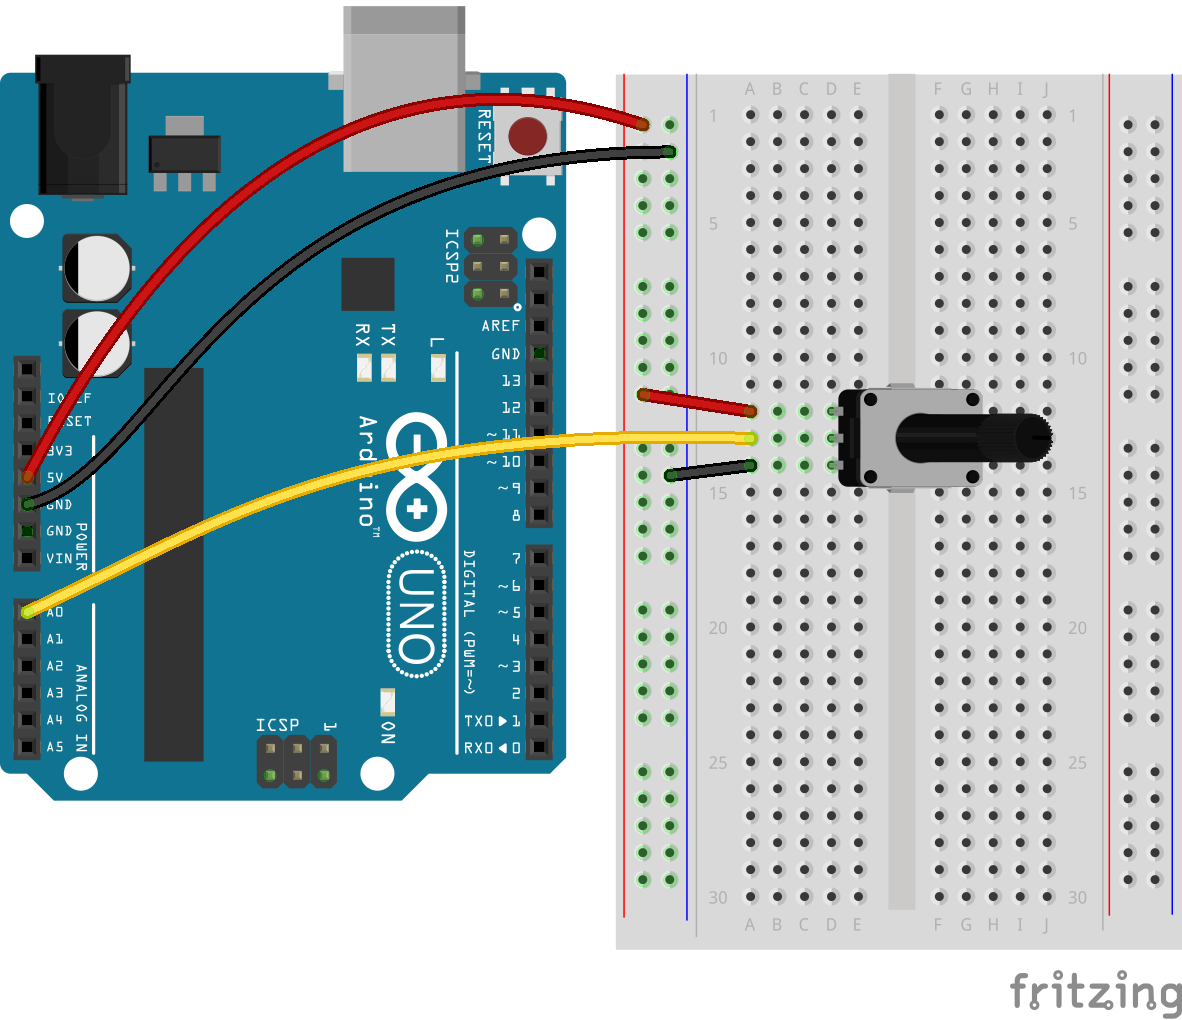 RESET
ICSP2
AREF
GND
13
12
~11
~10
~9
8
7
~6
~5
4
~3
2
TX0▶1
RX0◀0
DIGITAL (PWM=~)
RX
TX
L
Arduino™
UNO
ON
ICSP
1
RESET
3V3
5V
GND
GND
VIN
POWER
A0
A1
A2
A3
A4
A5
ANALOG IN
A B C D E F G H I J
1 1
5 5
10 10
15 15
20 20
25 25
30 30
A B C D E F G H I J
fritzing